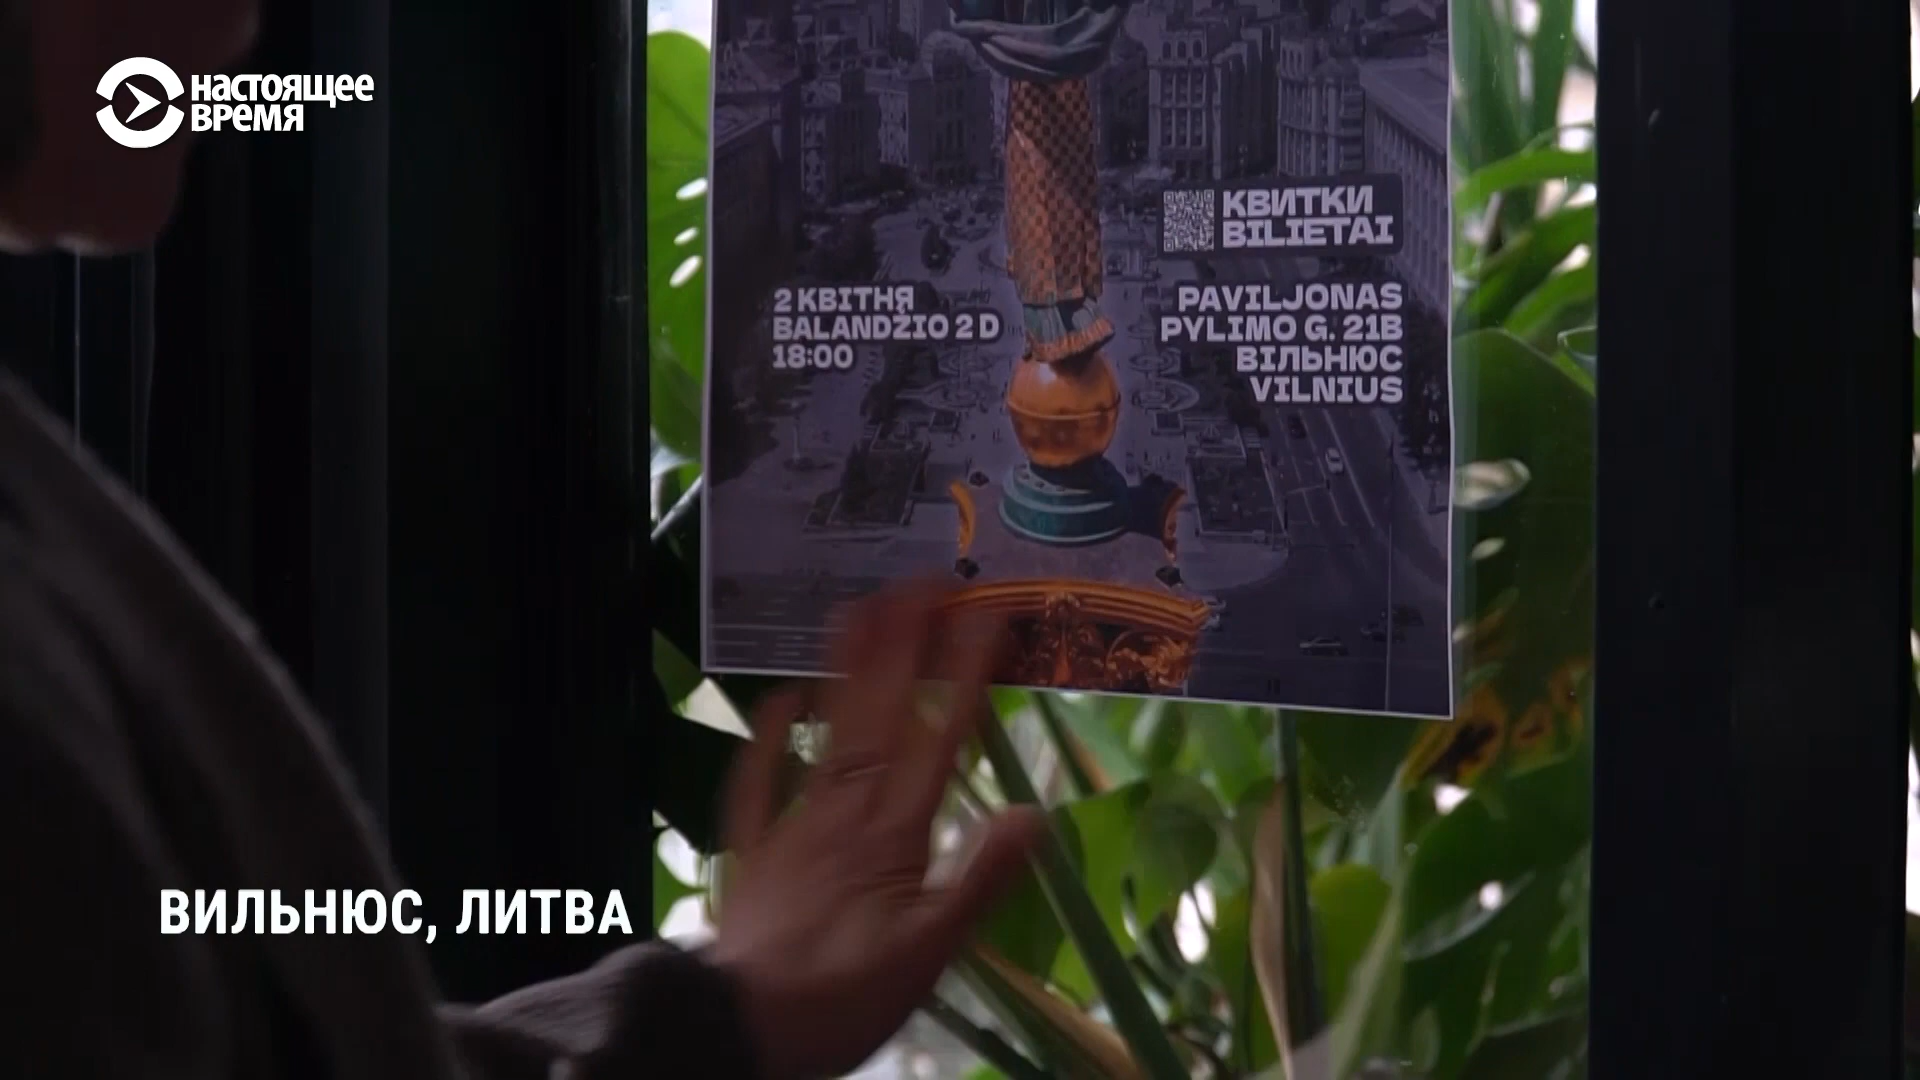 настоящее
время
КВИТКИ
BILIETAI
2 КВІТНЯ
BALANDŽIO 2 D
18:00
PAVILJONAS
PYLIMO G. 21B
ВІЛЬНЮС
VILNIUS
ВИЛЬНЮС, ЛИТВА